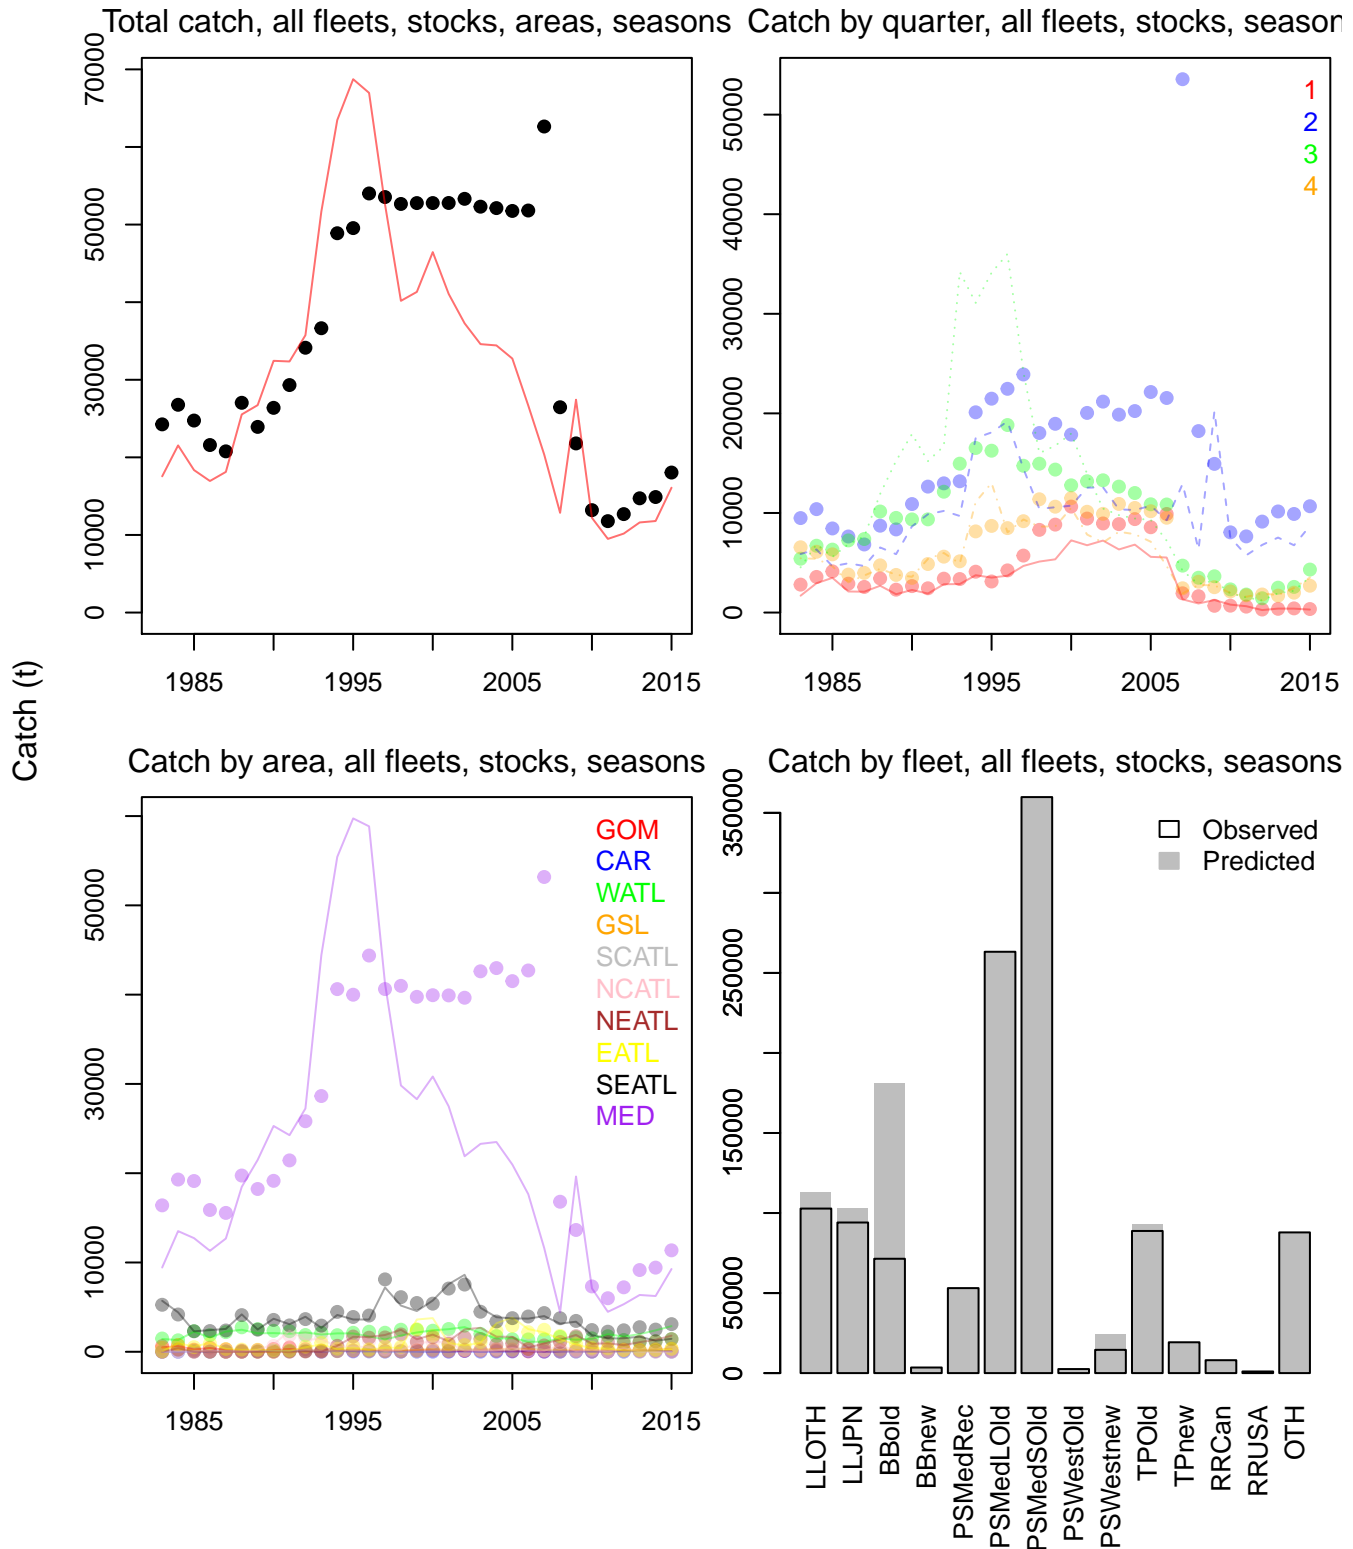 Total catch, all fleets, stocks, areas, seasons
Catch by quarter, all fleets, stocks, season
Catch (t)
70000
50000
30000
10000
0
1985
1995
2005
2015
50000
40000
30000
20000
10000
0
1
2
3
4
1985
1995
2005
2015
Catch by area, all fleets, stocks, seasons
Catch by fleet, all fleets, stocks, seasons
50000
30000
10000
0
GOM
CAR
WATL
GSL
SCATL
NCATL
NEATL
EATL
SEATL
MED
1985
1995
2005
2015
350000
250000
150000
50000
0
Observed
Predicted
LLOTH
LLJPN
BBold
BBnew
PSMedRec
PSMedLOld
PSMedSOld
PSWestOld
PSWestnew
TPOld
TPnew
RRCan
RRUSA
OTH